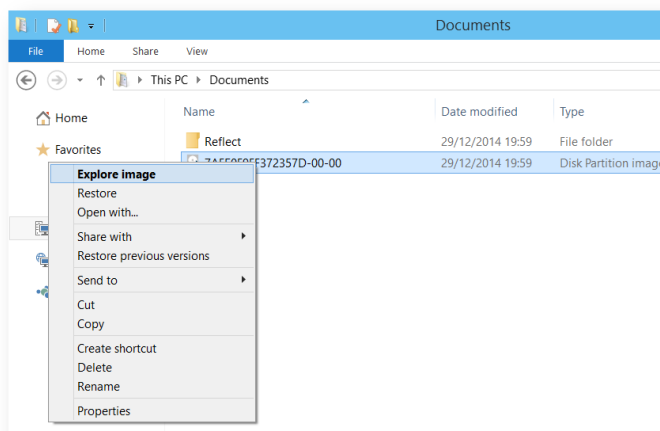 Documents
File Home Share View
This PC Documents
Name Date modified Type
Home
Reflect 29/12/2014 19:59 File folder
Favorites
29/12/2014 19:59 Disk Partition image
Explore image
Restore
Open with...
Share with
Restore previous versions
Send to
Cut
Copy
Create shortcut
Delete
Rename
Properties